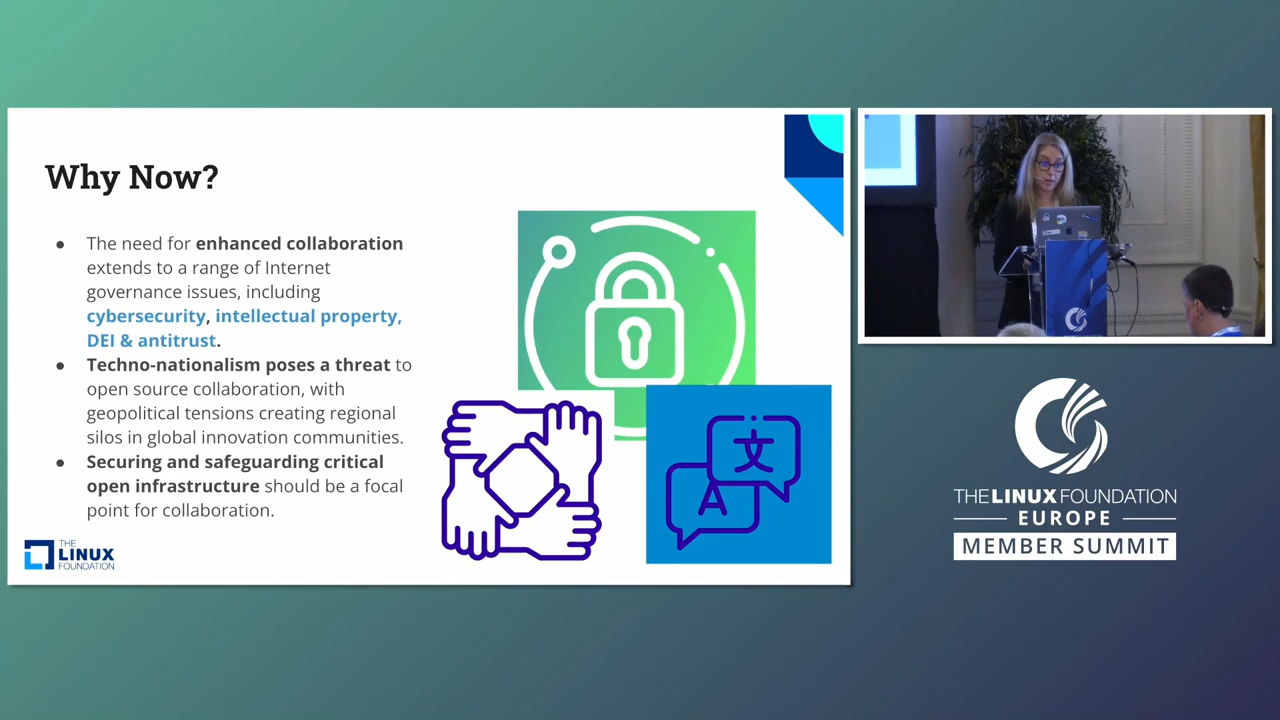 Why Now?
● The need for enhanced collaboration
extends to a range of Internet
governance issues, including
cybersecurity, intellectual property,
DEI & antitrust.
● Techno-nationalism poses a threat to
open source collaboration, with
geopolitical tensions creating regional
silos in global innovation communities.
● Securing and safeguarding critical
open infrastructure should be a focal
point for collaboration.
文
A
THE
LINUX
FOUNDATION
THE LINUX FOUNDATION
EUROPE
MEMBER SUMMIT